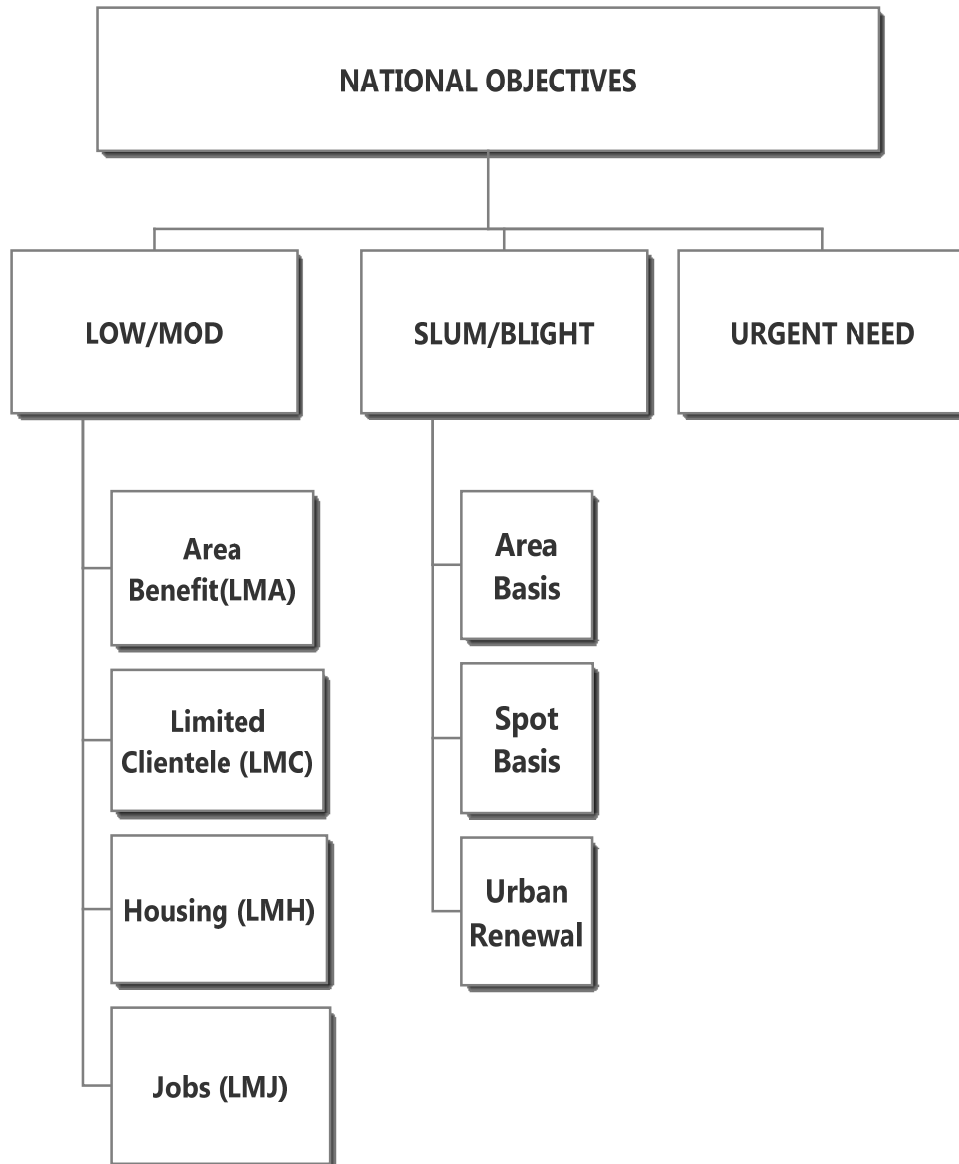 NATIONAL OBJECTIVES
LOW/MOD
SLUM/BLIGHT
URGENT NEED
Area
Benefit(LMA)
Limited
Clientele (LMC)
Housing (LMH)
Jobs (LMJ)
Area
Basis
Spot
Basis
Urban
Renewal